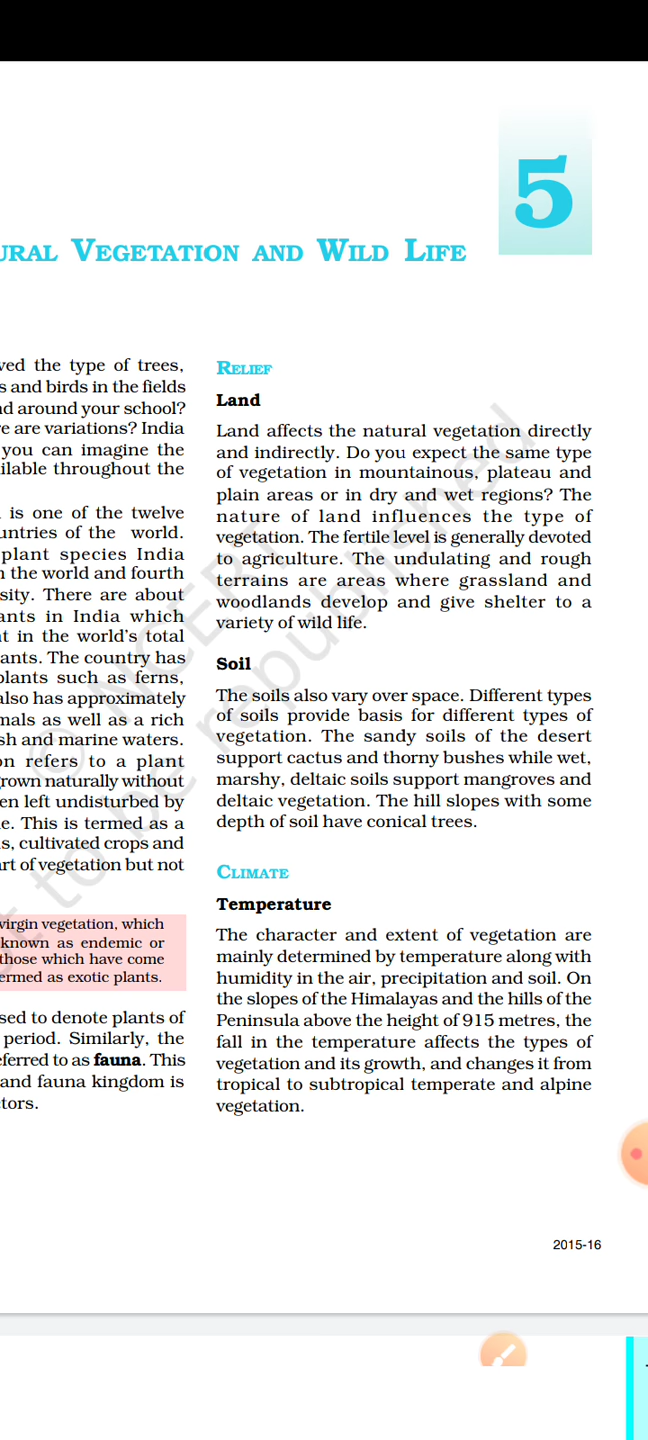 5
URAL VEGETATION AND WILD LIFE
ved the type of trees,
s and birds in the fields
nd around your school?
re are variations? India
you can imagine the
ilable throughout the
is one of the twelve
untries of the world.
plant species India
n the world and fourth
sity. There are about
ants in India which
nt in the world's total
ants. The country has
plants such as ferns,
also has approximately
mals as well as a rich
sh and marine waters.
on refers to a plant
grown naturally without
en left undisturbed by
e. This is termed as a
s, cultivated crops and
art of vegetation but not
virgin vegetation, which
known as endemic or
those which have come
ermed as exotic plants.
sed to denote plants of
period. Similarly, the
eferred to as fauna. This
and fauna kingdom is
tors.
RELIEF
Land
Land affects the natural vegetation directly
and indirectly. Do you expect the same type
of vegetation in mountainous, plateau and
plain areas or in dry and wet regions? The
nature of land influences the type of
vegetation. The fertile level is generally devoted
to agriculture. The undulating and rough
terrains are areas where grassland and
woodlands develop and give shelter to a
variety of wild life.
Soil
The soils also vary over space. Different types
of soils provide basis for different types of
vegetation. The sandy soils of the desert
support cactus and thorny bushes while wet,
marshy, deltaic soils support mangroves and
deltaic vegetation. The hill slopes with some
depth of soil have conical trees.
CLIMATE
Temperature
The character and extent of vegetation are
mainly determined by temperature along with
humidity in the air, precipitation and soil. On
the slopes of the Himalayas and the hills of the
Peninsula above the height of 915 metres, the
fall in the temperature affects the types of
vegetation and its growth, and changes it from
tropical to subtropical temperate and alpine
vegetation.
© NCERT
t to be republished
2015-16